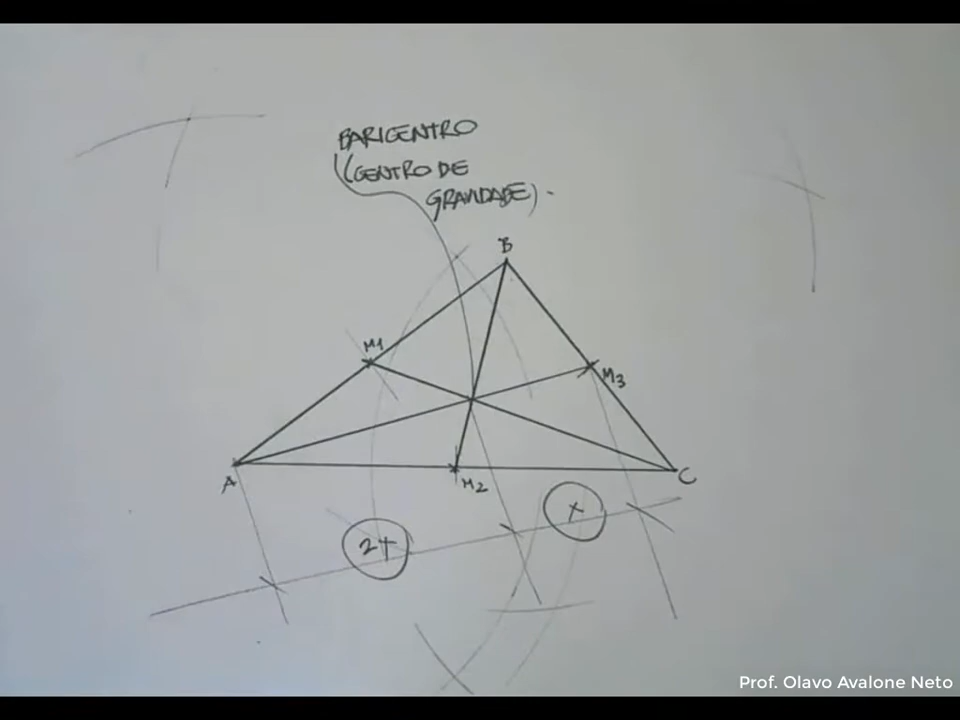 BARICENTRO
(CENTRO DE
GRAVIDADE).
B
M1
M3
A
M2
C
x
2x
Prof. Olavo Avalone Neto